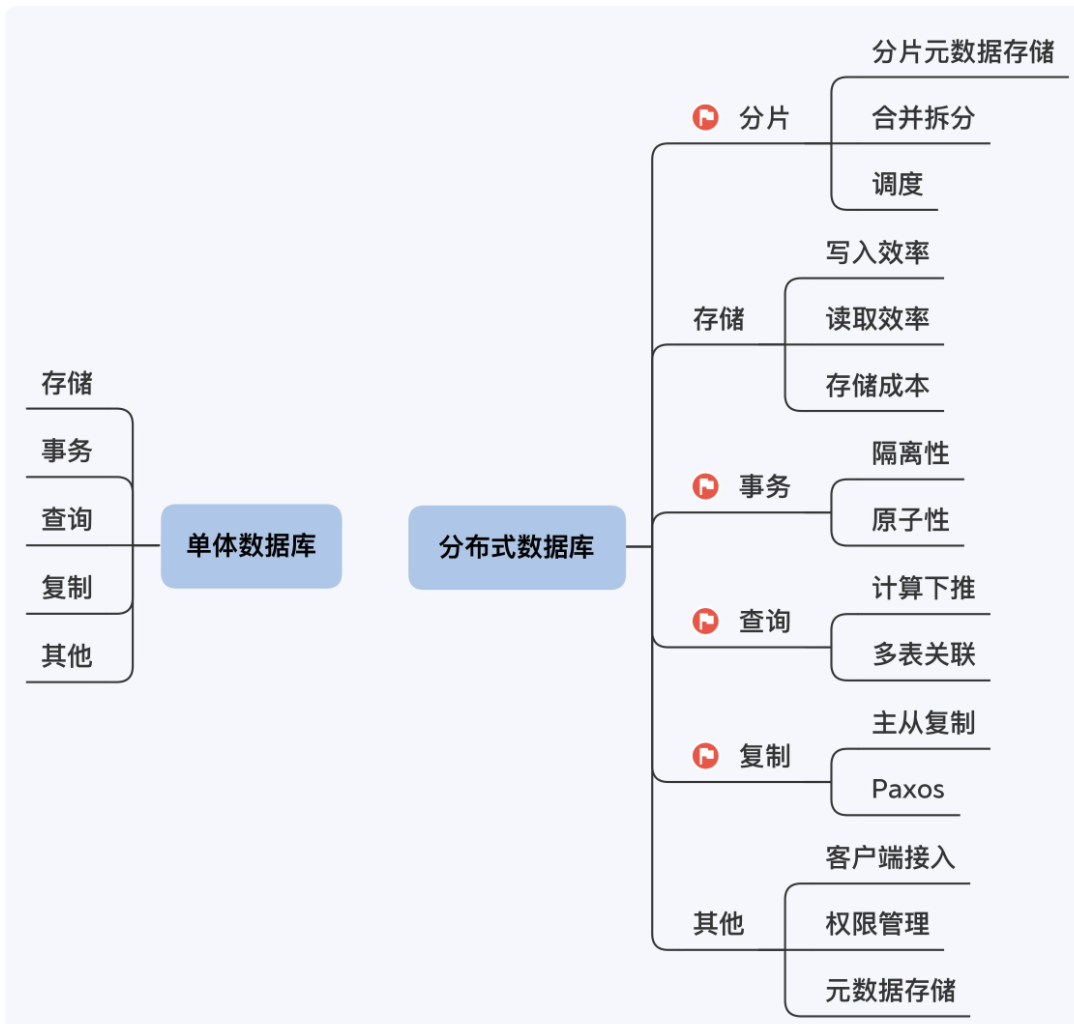 单体数据库
存储
事务
查询
复制
其他
分布式数据库
分片
分片元数据存储
合并拆分
调度
存储
写入效率
读取效率
存储成本
事务
隔离性
原子性
查询
计算下推
多表关联
复制
主从复制
Paxos
其他
客户端接入
权限管理
元数据存储